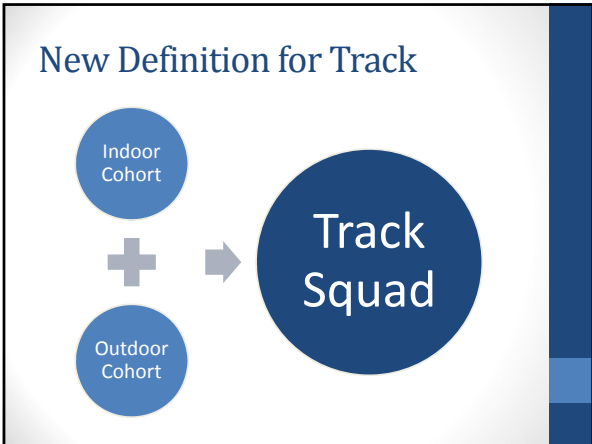 New Definition for Track
Indoor
Cohort
Track
Squad
Outdoor
Cohort